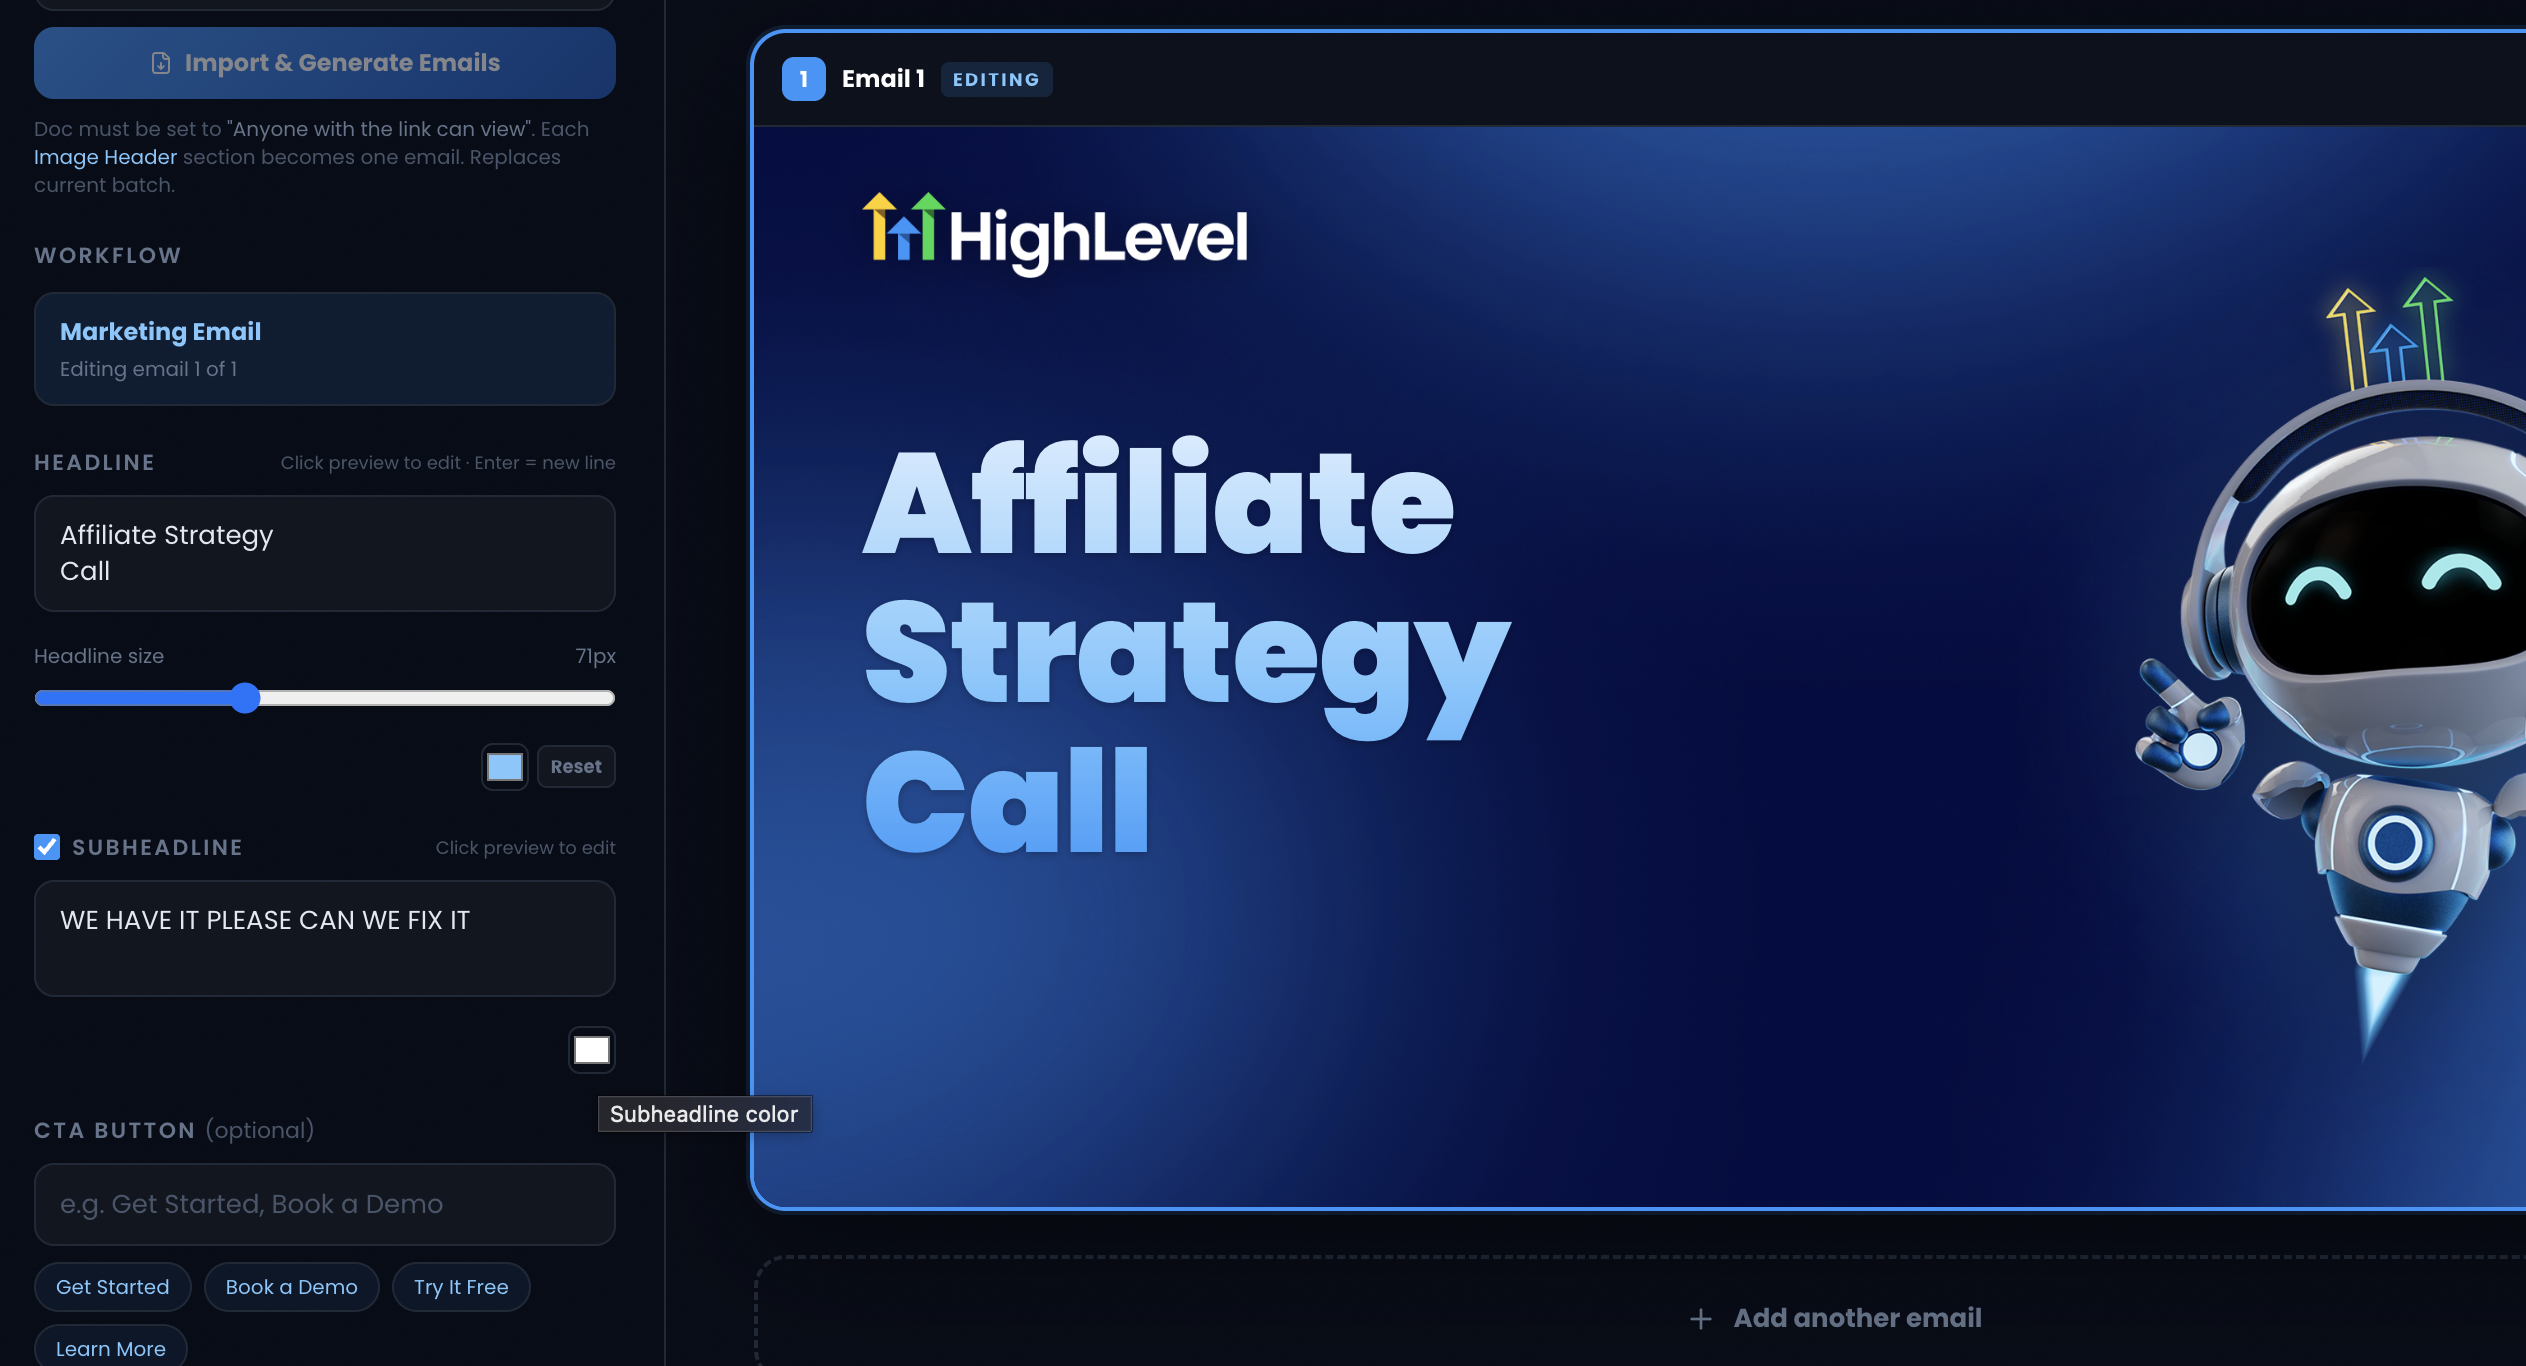 Import & Generate Emails
Doc must be set to "Anyone with the link can view". Each
Image Header section becomes one email. Replaces
current batch.
WORKFLOW
Marketing Email
Editing email 1 of 1
HEADLINE
Click preview to edit · Enter = new line
Affiliate Strategy
Call
Headline size
71px
Reset
SUBHEADLINE
Click preview to edit
WE HAVE IT PLEASE CAN WE FIX IT
Subheadline color
CTA BUTTON (optional)
e.g. Get Started, Book a Demo
Get Started
Book a Demo
Try It Free
Learn More
1
Email 1
EDITING
HighLevel
Affiliate
Strategy
Call
+ Add another email